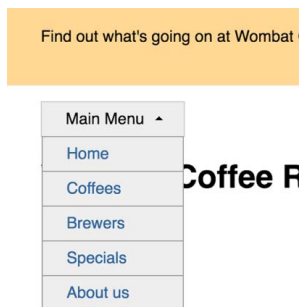 Find out what's going on at Wombat
Main Menu
Home
Coffee R
Coffees
Brewers
Specials
About us